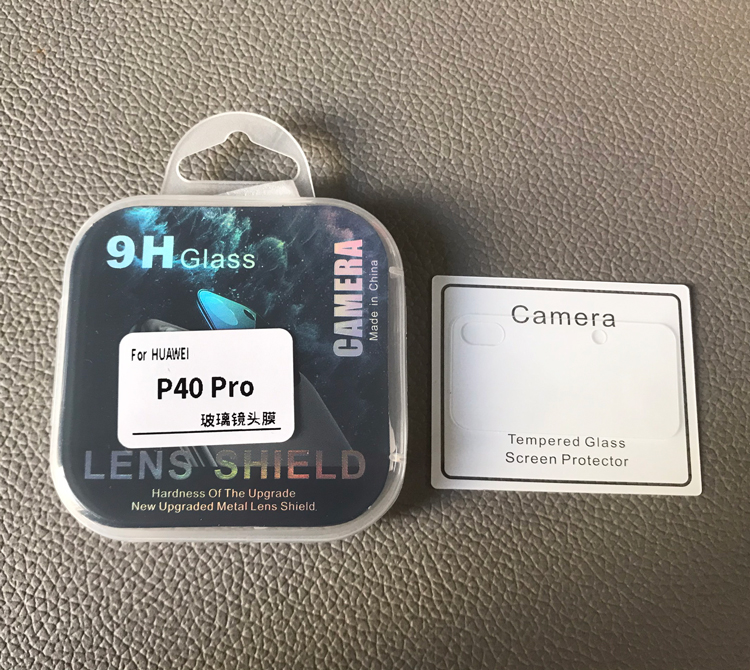 9H Glass
CAMERA
Made in China
For HUAWEI
P40 Pro
玻璃镜头膜
LENS SHIELD
Hardness Of The Upgrade
New Upgraded Metal Lens Shield.
Camera
Tempered Glass
Screen Protector